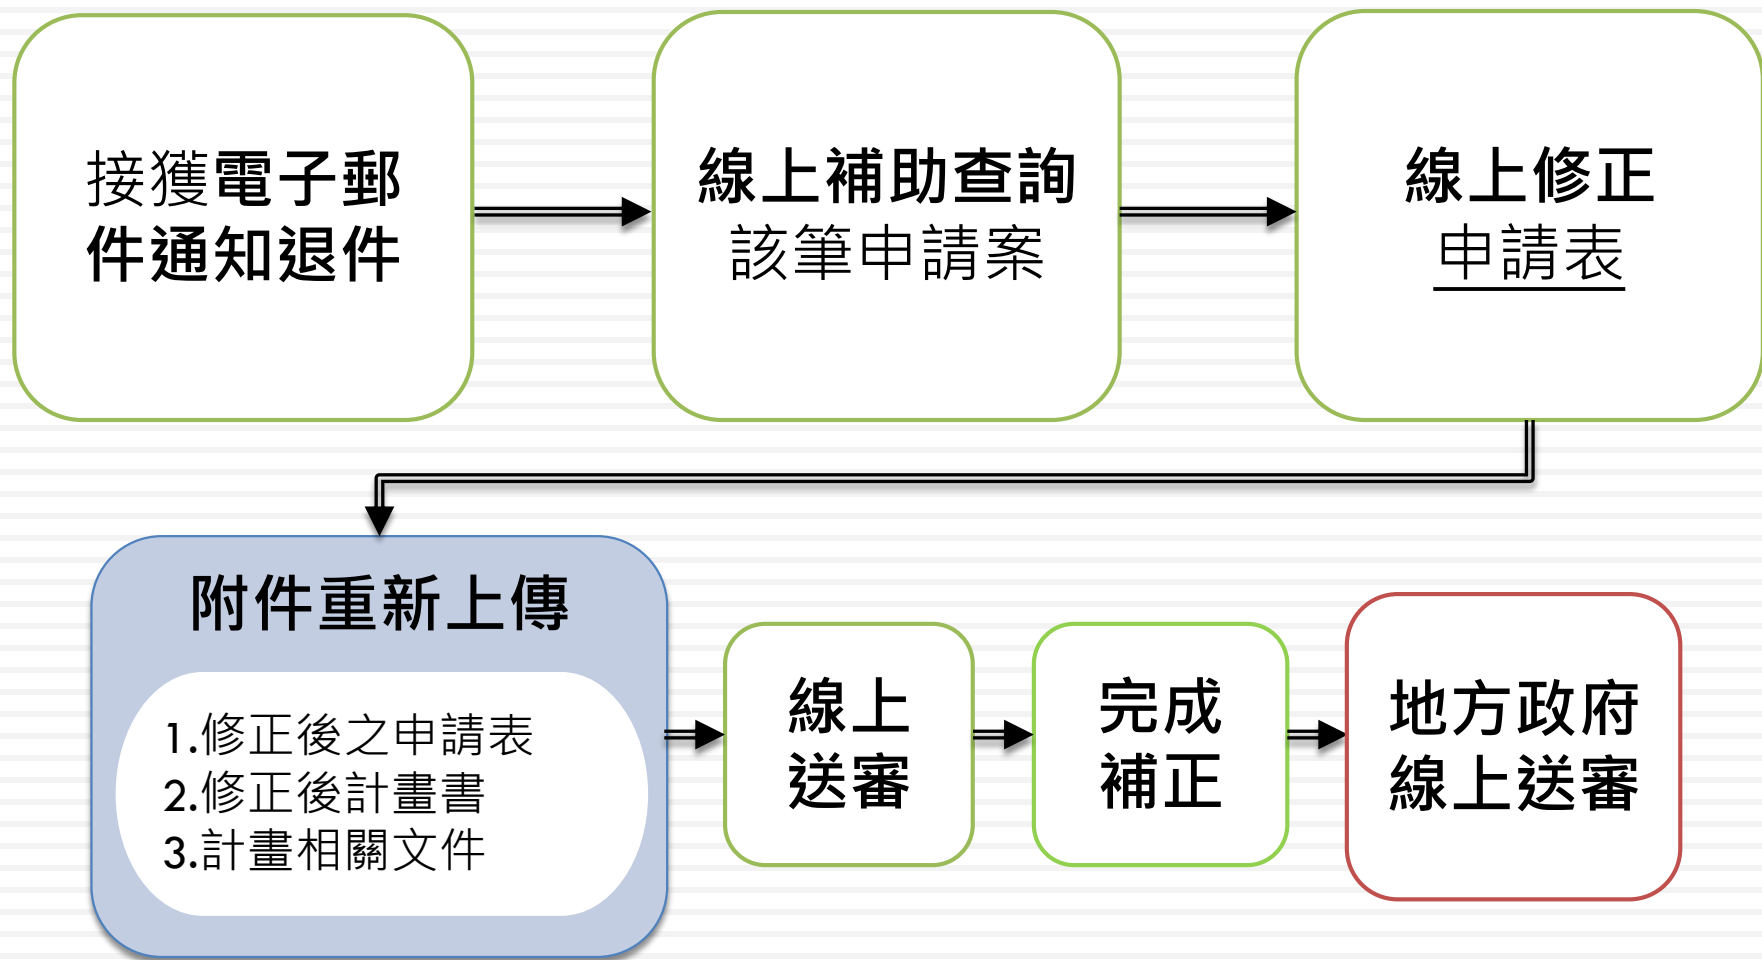 接獲電子郵
件通知退件
線上補助查詢
該筆申請案
線上修正
申請表
附件重新上傳
1.修正後之申請表
2.修正後計畫書
3.計畫相關文件
線上
送審
完成
補正
地方政府
線上送審